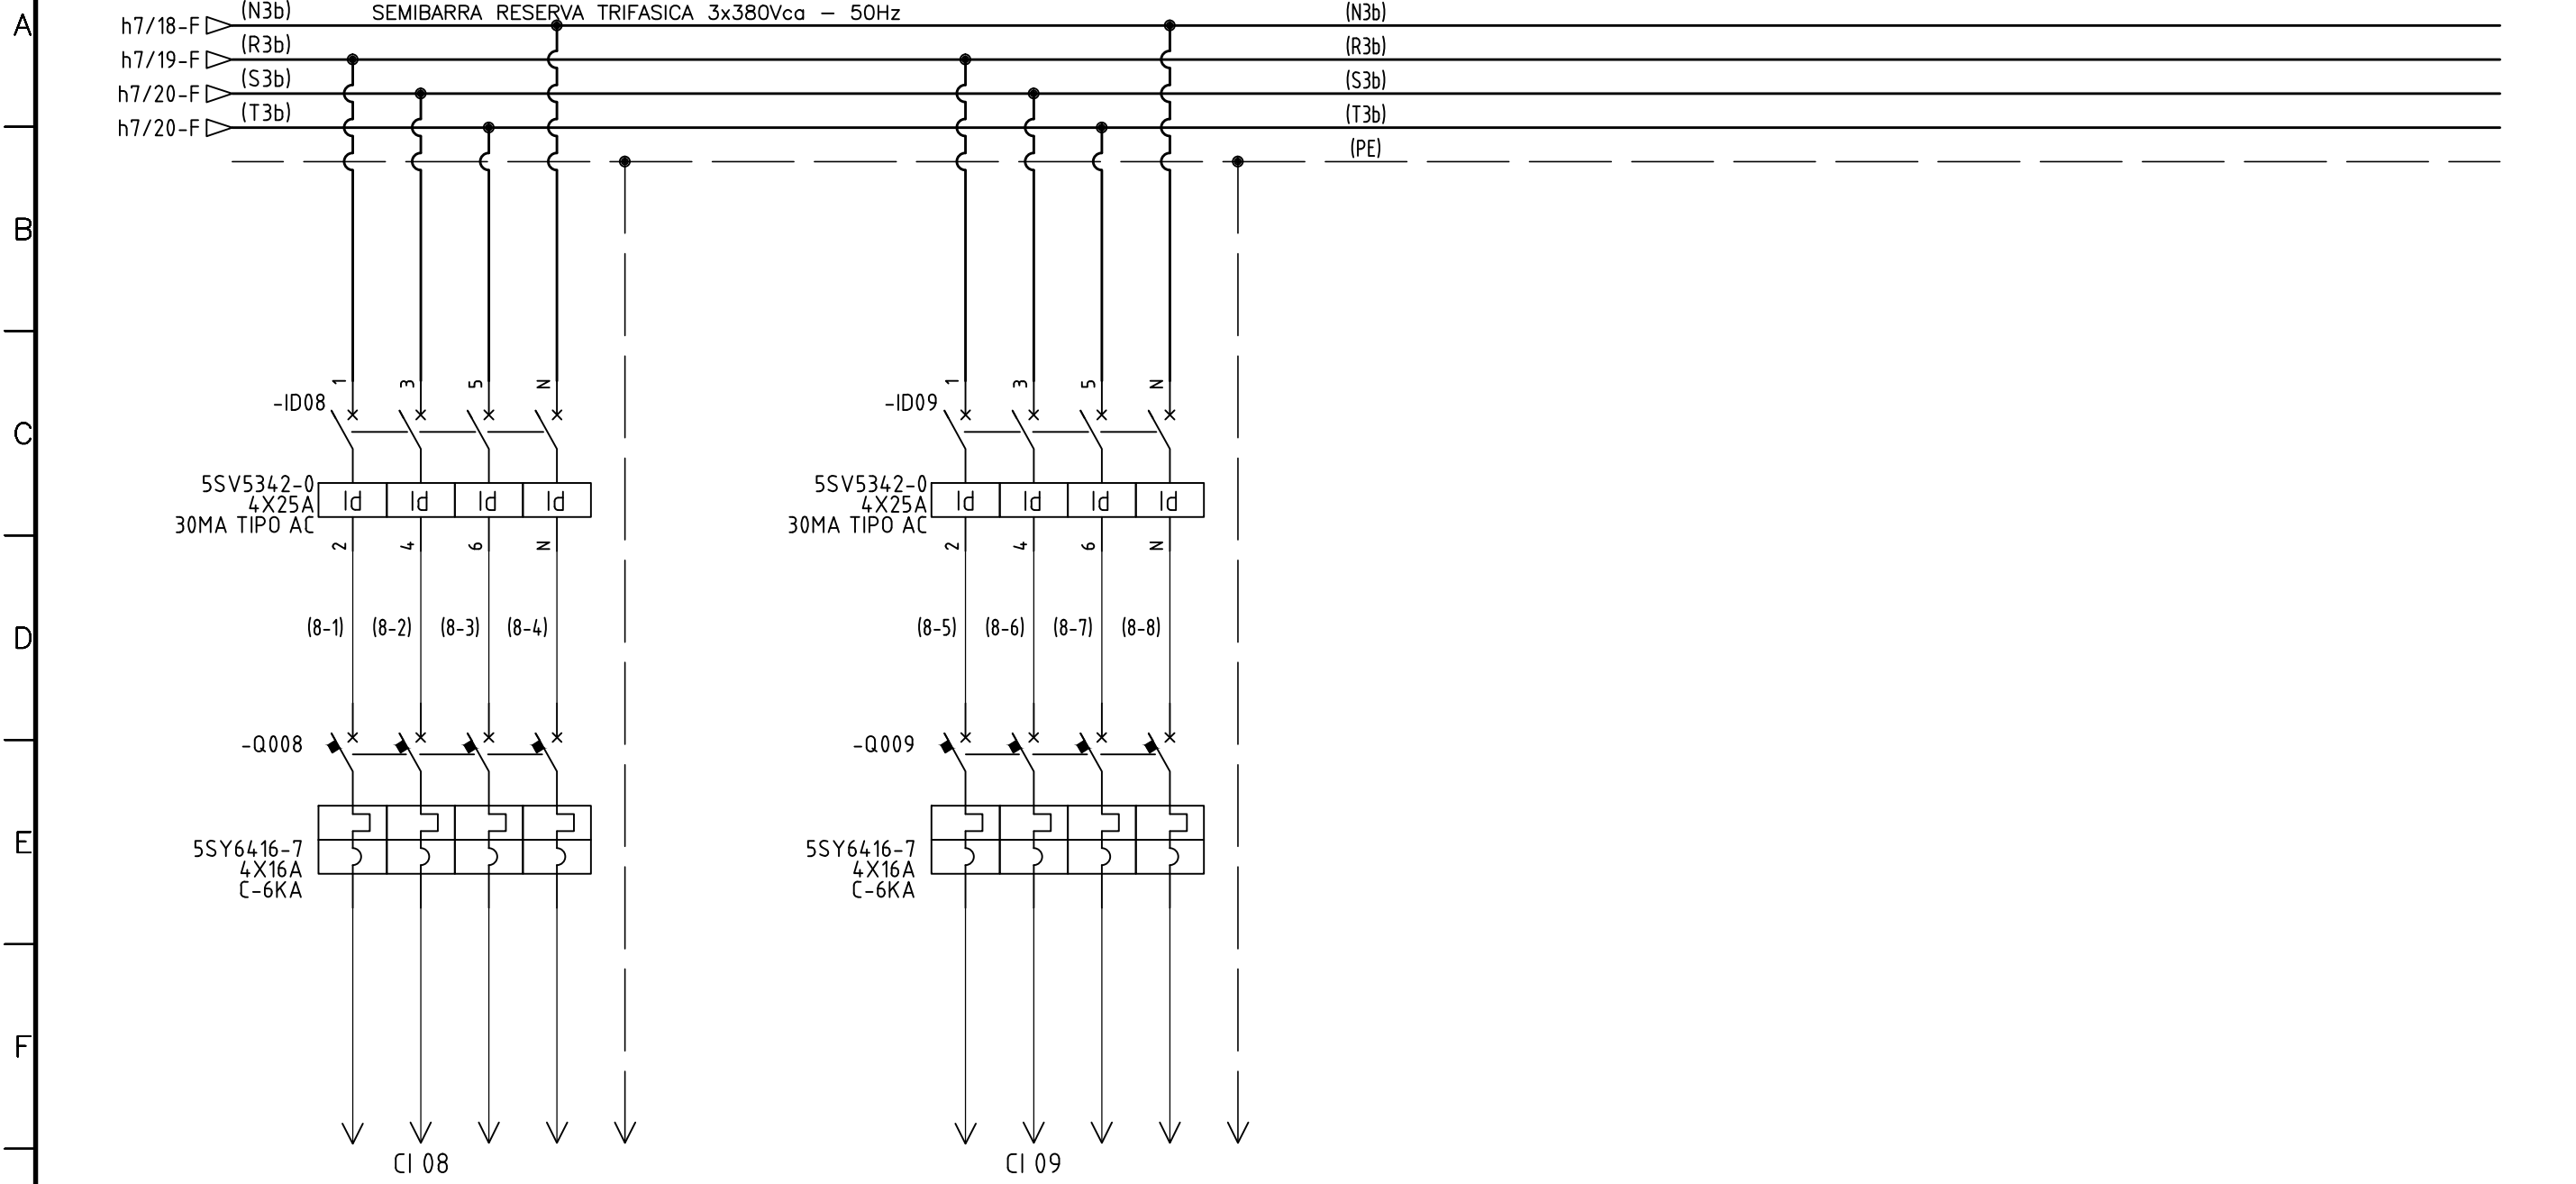 A
(N3b) SEMIBARRA RESERVA TRIFASICA 3x380Vca - 50Hz (N3b)
h7/18-F
(R3b) (R3b)
h7/19-F
(S3b) (S3b)
h7/20-F
(T3b) (T3b)
h7/20-F
(PE)
B
1 3 5 N 1 3 5 N
-ID08 -ID09
C
5SV5342-0 5SV5342-0
4X25A Id Id Id Id 4X25A Id Id Id Id
30MA TIPO AC 30MA TIPO AC
2 4 6 N 2 4 6 N
(8-1) (8-2) (8-3) (8-4) (8-5) (8-6) (8-7) (8-8)
D
-Q008 -Q009
E
5SY6416-7 5SY6416-7
4X16A 4X16A
C-6KA C-6KA
F
CI 08 CI 09